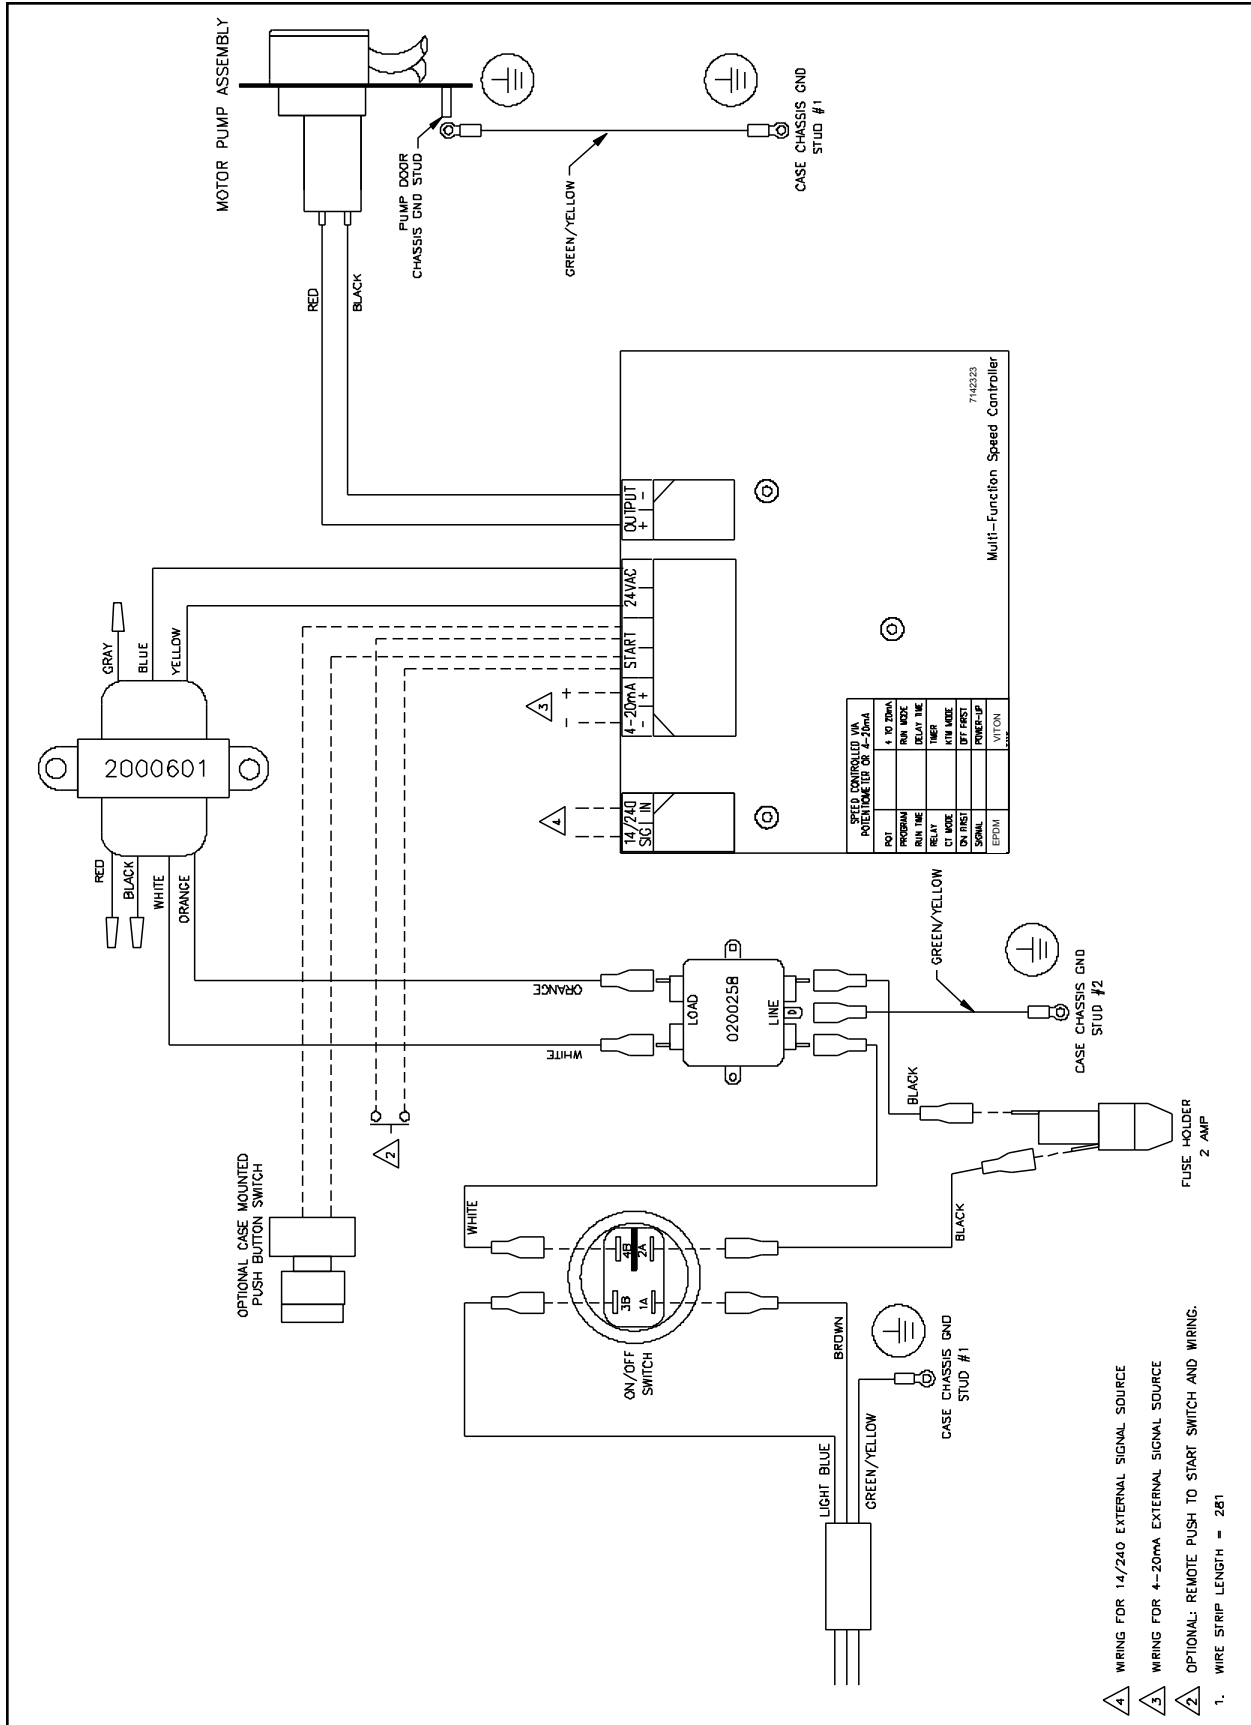 MOTOR PUMP ASSEMBLY
PUMP DOOR
CHASSIS GND STUD
GREEN/YELLOW
CASE CHASSIS GND
STUD #1
RED
BLACK
GRAY
BLUE
YELLOW
2000601
RED
BLACK
WHITE
ORANGE
OUTPUT
+ -
24VAC
START
4-20mA
- +
3
- +
14/240
SIG IN
4
7142323
Multi-Function Speed Controller
SPEED CONTROLLED VIA
POTENTIOMETER OR 4-20mA
POT 4 TO 20mA
PROGRAM RUN MODE
RUN TIME DELAY TIME
RELAY TIMER
CT MODE KTM MODE
ON FIRST OFF FIRST
SIGNAL POWER-UP
EPDM VITON
ORANGE
WHITE
LOAD
0200258
LINE
GREEN/YELLOW
CASE CHASSIS GND
STUD #2
BLACK
FUSE HOLDER
2 AMP
BLACK
2
OPTIONAL CASE MOUNTED
PUSH BUTTON SWITCH
WHITE
4B
2A
3B
1A
ON/OFF
SWITCH
BROWN
LIGHT BLUE
GREEN/YELLOW
CASE CHASSIS GND
STUD #1
4 WIRING FOR 14/240 EXTERNAL SIGNAL SOURCE
3 WIRING FOR 4-20mA EXTERNAL SIGNAL SOURCE
2 OPTIONAL: REMOTE PUSH TO START SWITCH AND WIRING.
1. WIRE STRIP LENGTH = 281